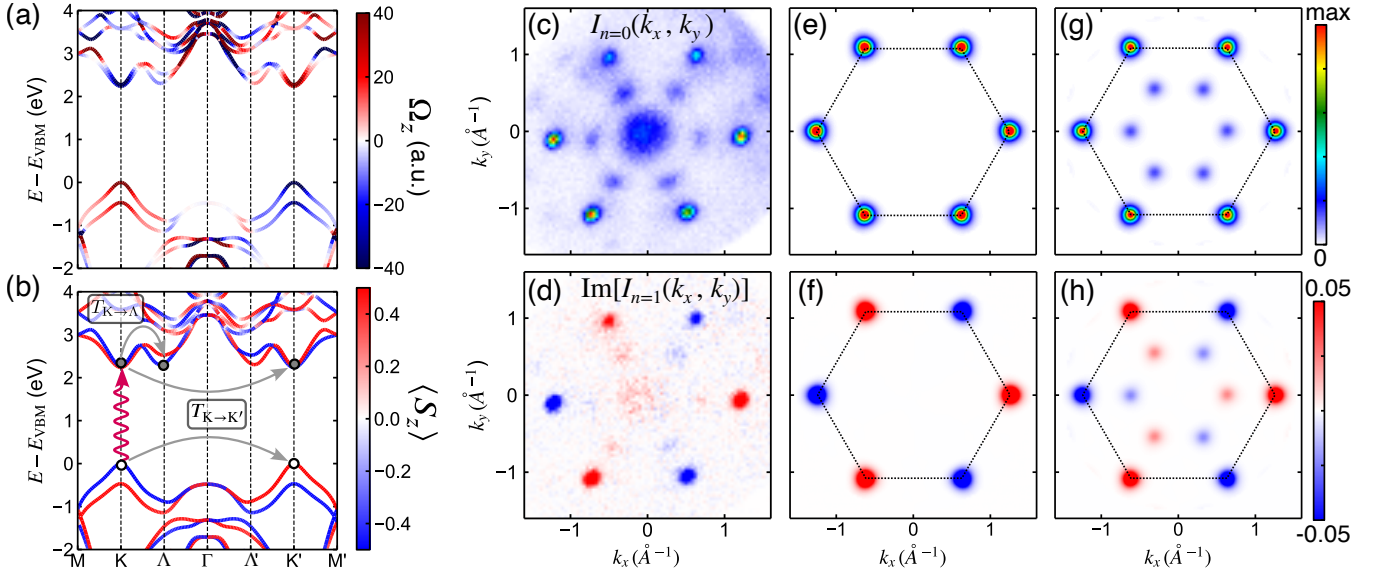 (a)
4
3
2
1
0
−1
−2
E − E_VBM (eV)
40
20
0
−20
−40
Ω_z (a.u.)
(b)
T_K→Λ
T_K→K′
4
3
2
1
0
−1
−2
E − E_VBM (eV)
M K Λ Γ Λ′ K′ M′
0.4
0.2
0.0
−0.2
−0.4
⟨S_z⟩
(c) I_n=0(k_x, k_y)
1
0
−1
k_y (Å⁻¹)
(e)
(g)
max
0
(d) Im[I_n=1(k_x, k_y)]
1
0
−1
k_y (Å⁻¹)
−1 0 1
k_x (Å⁻¹)
(f)
−1 0 1
k_x (Å⁻¹)
(h)
−1 0 1
k_x (Å⁻¹)
0.05
-0.05